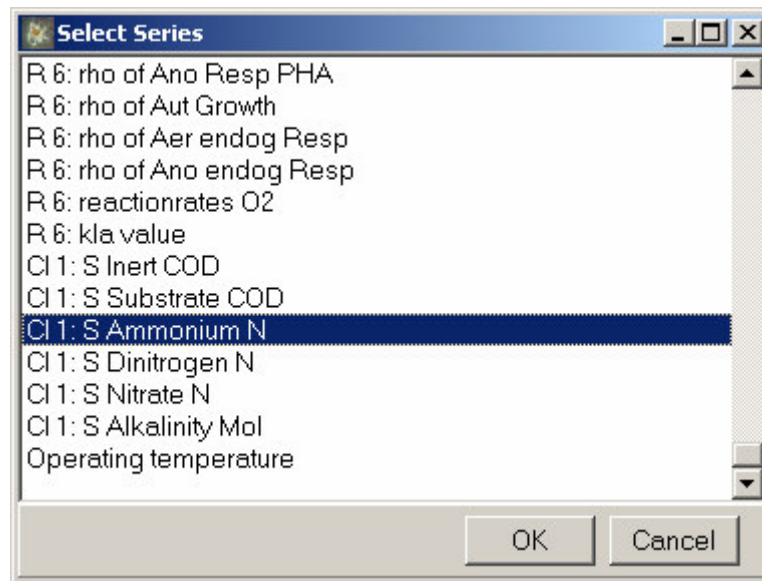 Select Series
R 6: rho of Ano Resp PHA
R 6: rho of Aut Growth
R 6: rho of Aer endog Resp
R 6: rho of Ano endog Resp
R 6: reactionrates O2
R 6: kla value
Cl 1: S Inert COD
Cl 1: S Substrate COD
Cl 1: S Ammonium N
Cl 1: S Dinitrogen N
Cl 1: S Nitrate N
Cl 1: S Alkalinity Mol
Operating temperature
OK Cancel